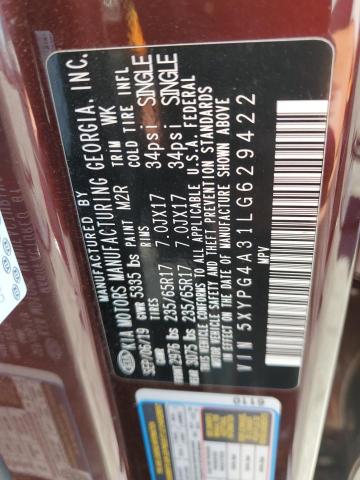 MANUFACTURED BY
KIA MOTORS MANUFACTURING GEORGIA, INC.
SEP/06/19 GVWR 5335 lbs PAINT M2R TRIM WK
GAWR TIRES RIMS COLD TIRE INFL
FRNT 2976 lbs 235/65R17 7.0JX17 34psi SINGLE
REAR 3075 lbs 235/65R17 7.0JX17 34psi SINGLE
THIS VEHICLE CONFORMS TO ALL APPLICABLE U.S.A. FEDERAL
MOTOR VEHICLE SAFETY AND THEFT PREVENTION STANDARDS
IN EFFECT ON THE DATE OF MANUFACTURE SHOWN ABOVE
VIN 5XYPG4A31LG629422
MPV
6110